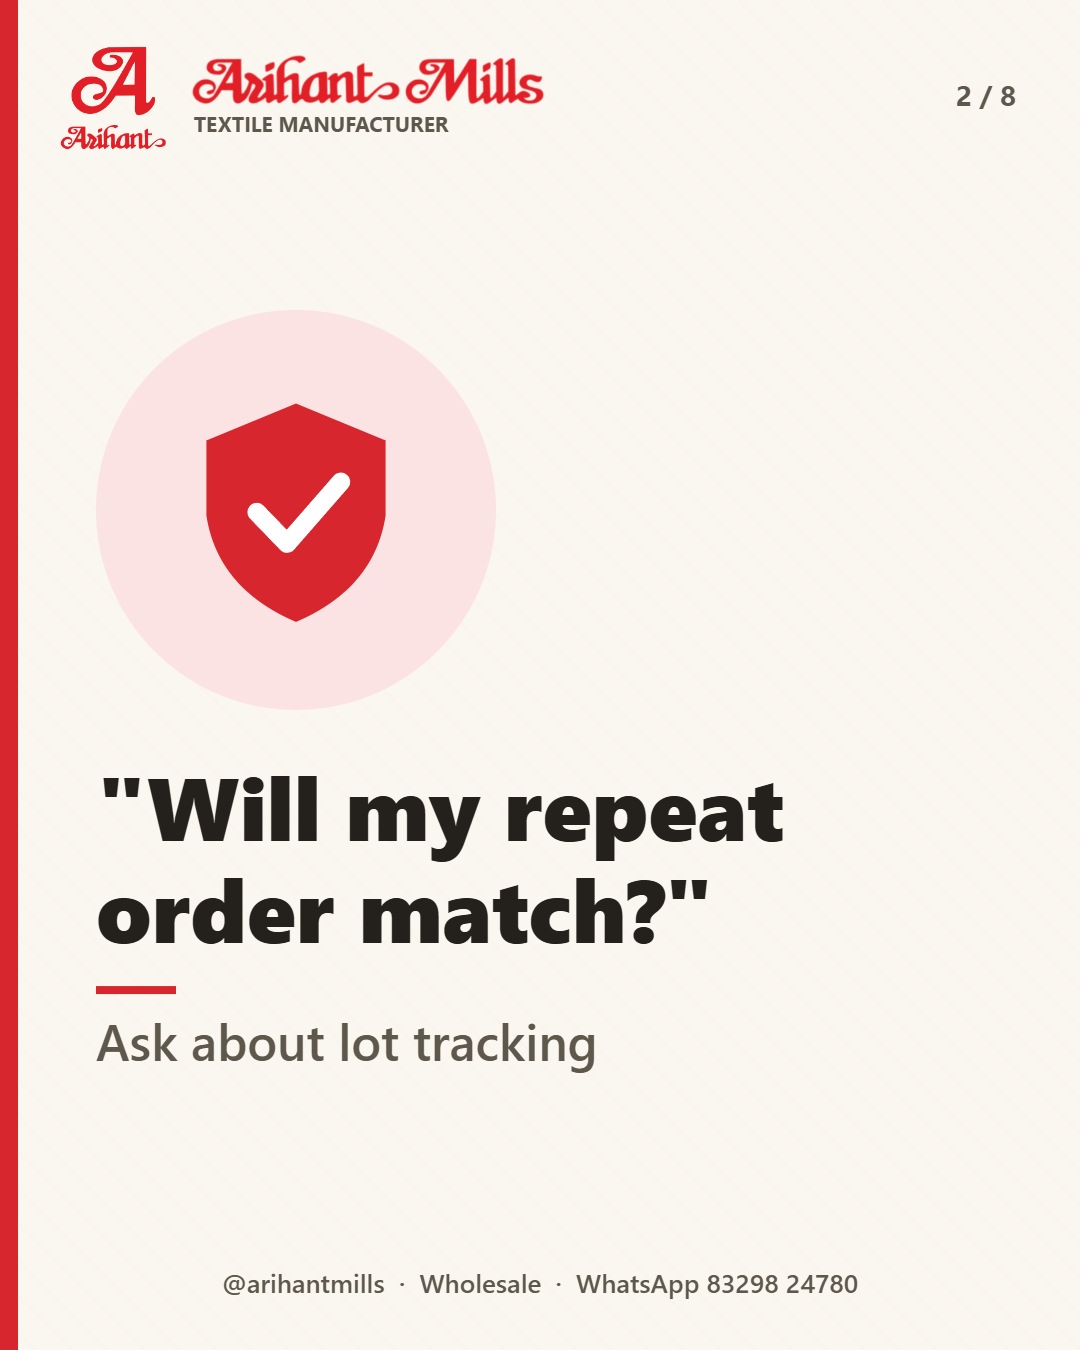 A
Arihant
Arihant Mills
TEXTILE MANUFACTURER
2 / 8
"Will my repeat
order match?"
Ask about lot tracking
@arihantmills · Wholesale · WhatsApp 83298 24780